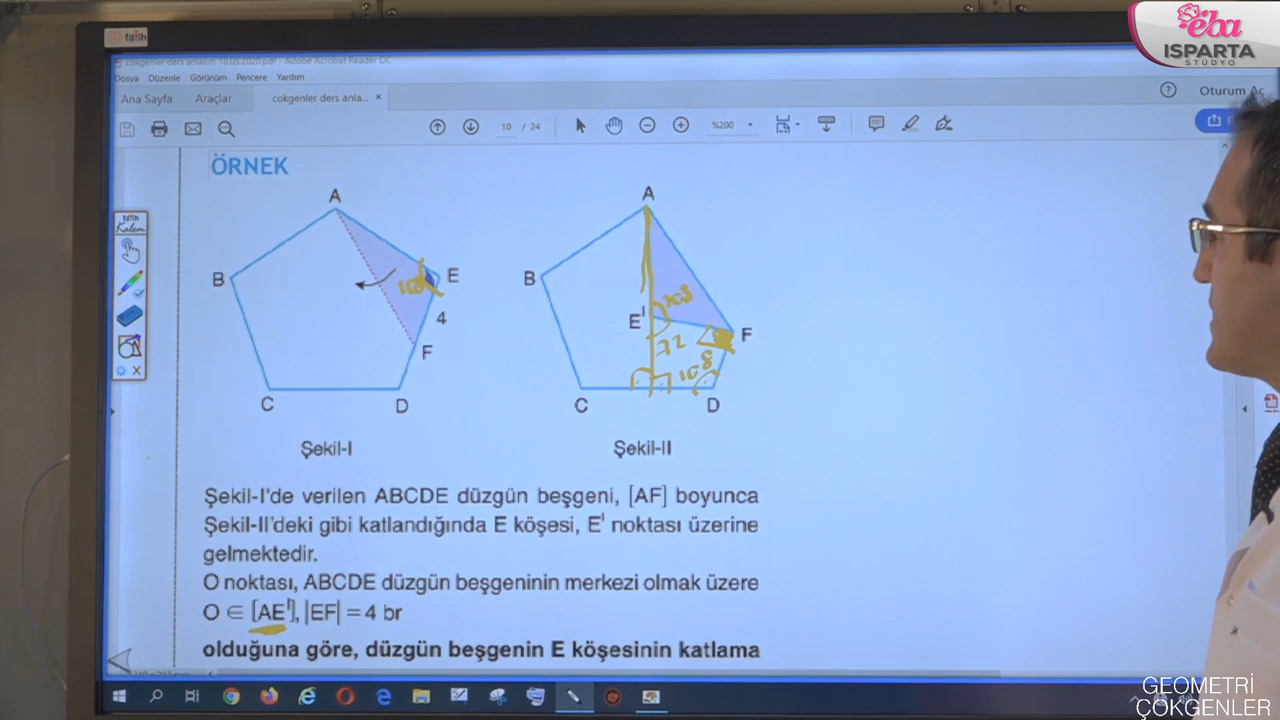 eba
ISPARTA
STÜDYO
fatih
cokgenler ders anlatım 10.05.2020.pdf - Adobe Acrobat Reader DC
Dosya Düzenle Görünüm Pencere Yardım
Ana Sayfa Araçlar cokgenler ders anla... × Oturum Aç
10 / 24 %200
ÖRNEK
fatih
Kalem
A
B
E
4
F
C
D
Şekil-I
A
B
E'
F
C
D
108
72
108
Şekil-II
Şekil-I'de verilen ABCDE düzgün beşgeni, [AF] boyunca
Şekil-II'deki gibi katlandığında E köşesi, E' noktası üzerine
gelmektedir.
O noktası, ABCDE düzgün beşgeninin merkezi olmak üzere
O ∈ [AE'], |EF| = 4 br
olduğuna göre, düzgün beşgenin E köşesinin katlama
GEOMETRİ
ÇOKGENLER